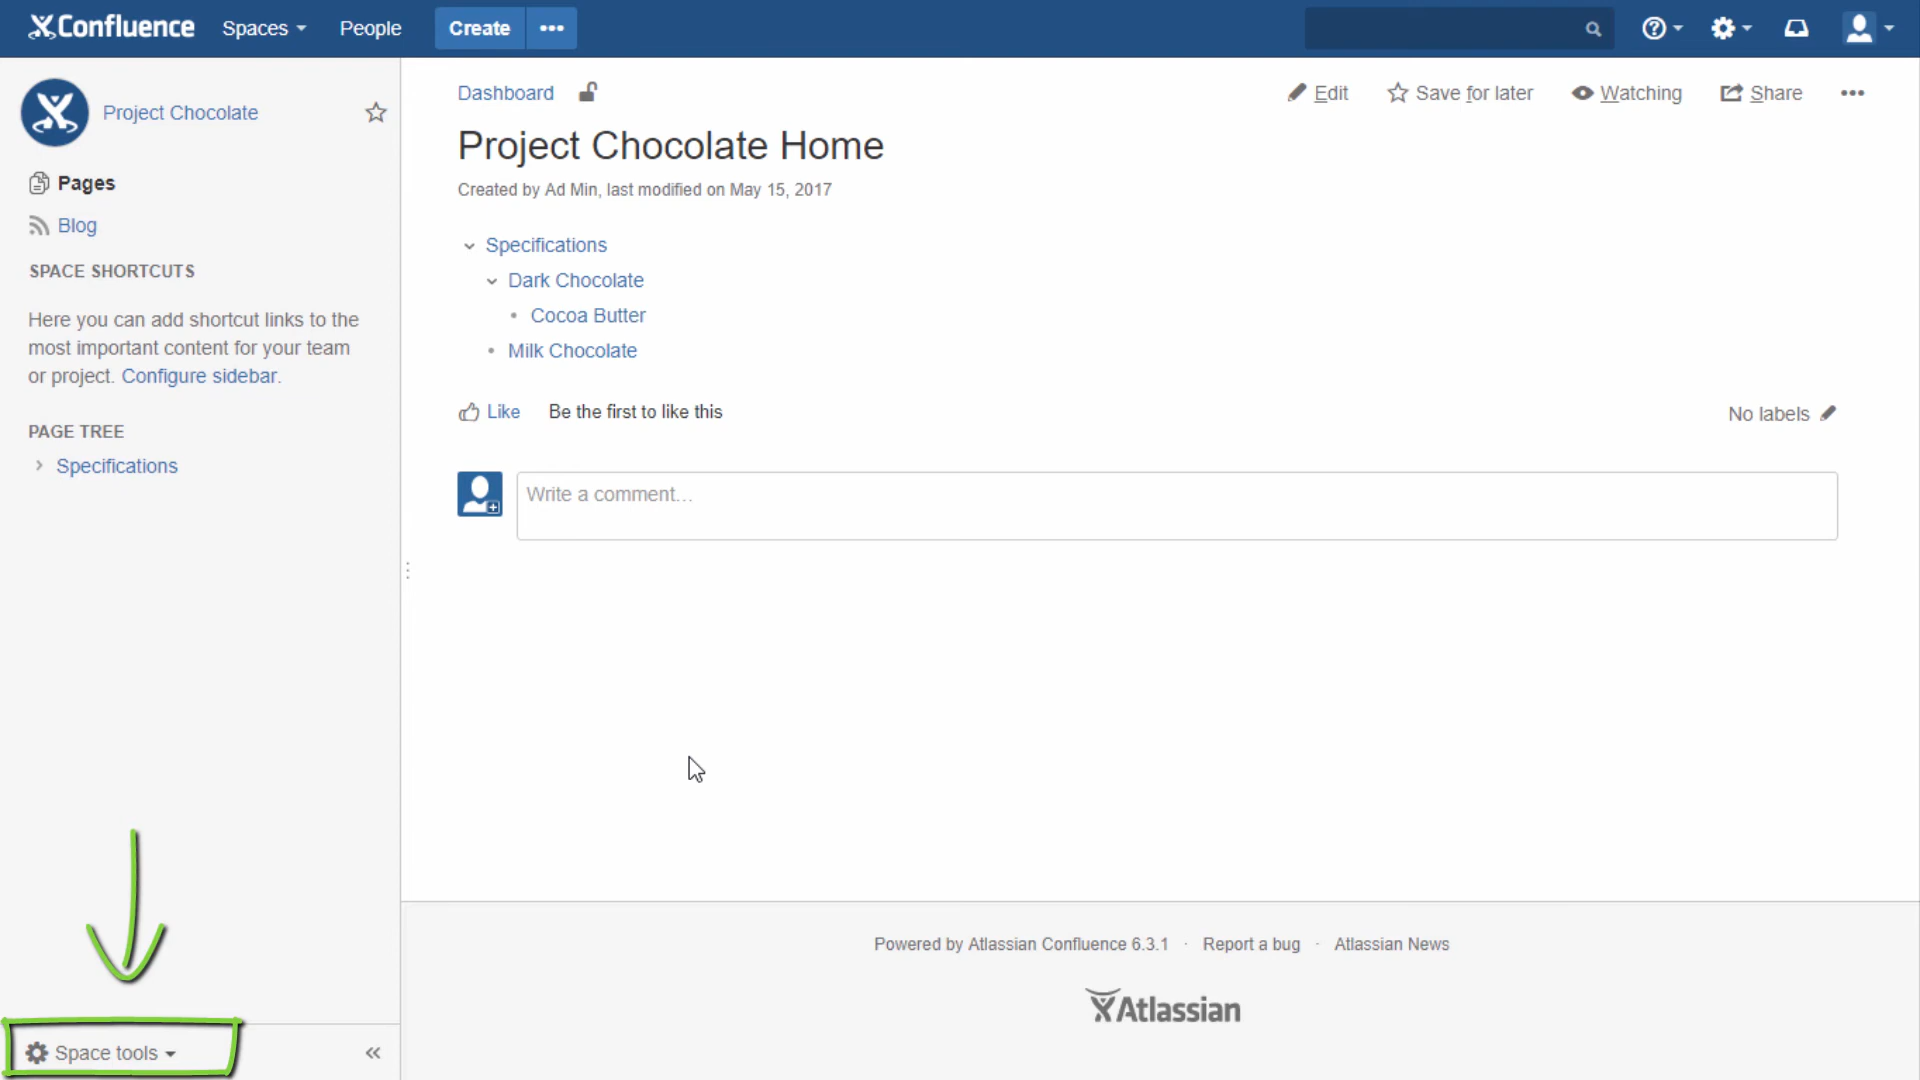 Confluence Spaces People Create
Project Chocolate
Pages
Blog
SPACE SHORTCUTS
Here you can add shortcut links to the
most important content for your team
or project. Configure sidebar.
PAGE TREE
Specifications
Space tools
Dashboard
Edit Save for later Watching Share
Project Chocolate Home
Created by Ad Min, last modified on May 15, 2017
Specifications
Dark Chocolate
Cocoa Butter
Milk Chocolate
Like Be the first to like this
No labels
Write a comment...
Powered by Atlassian Confluence 6.3.1 · Report a bug · Atlassian News
Atlassian